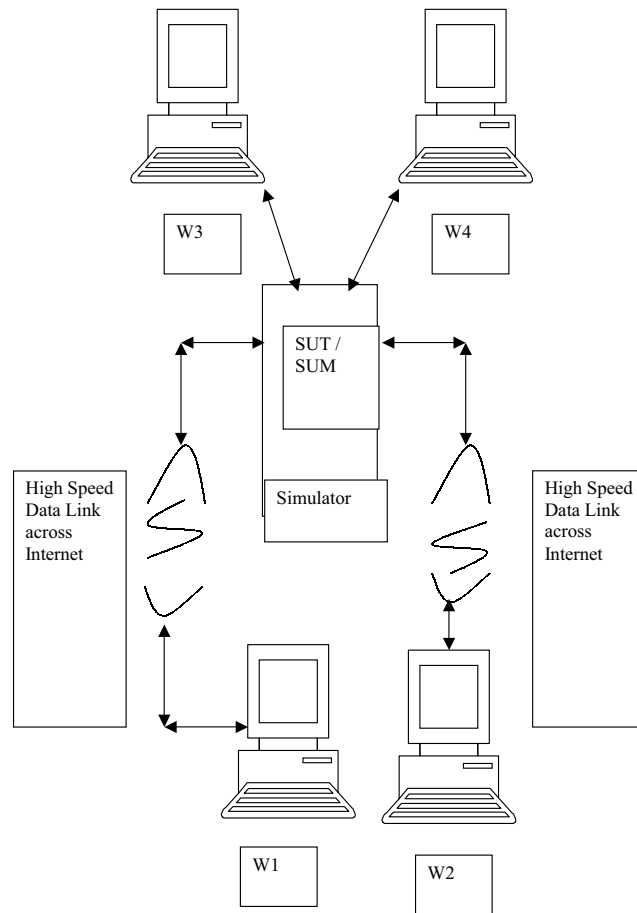 W3
W4
SUT /
SUM
High Speed
Data Link
across
Internet
Simulator
High Speed
Data Link
across
Internet
W1
W2